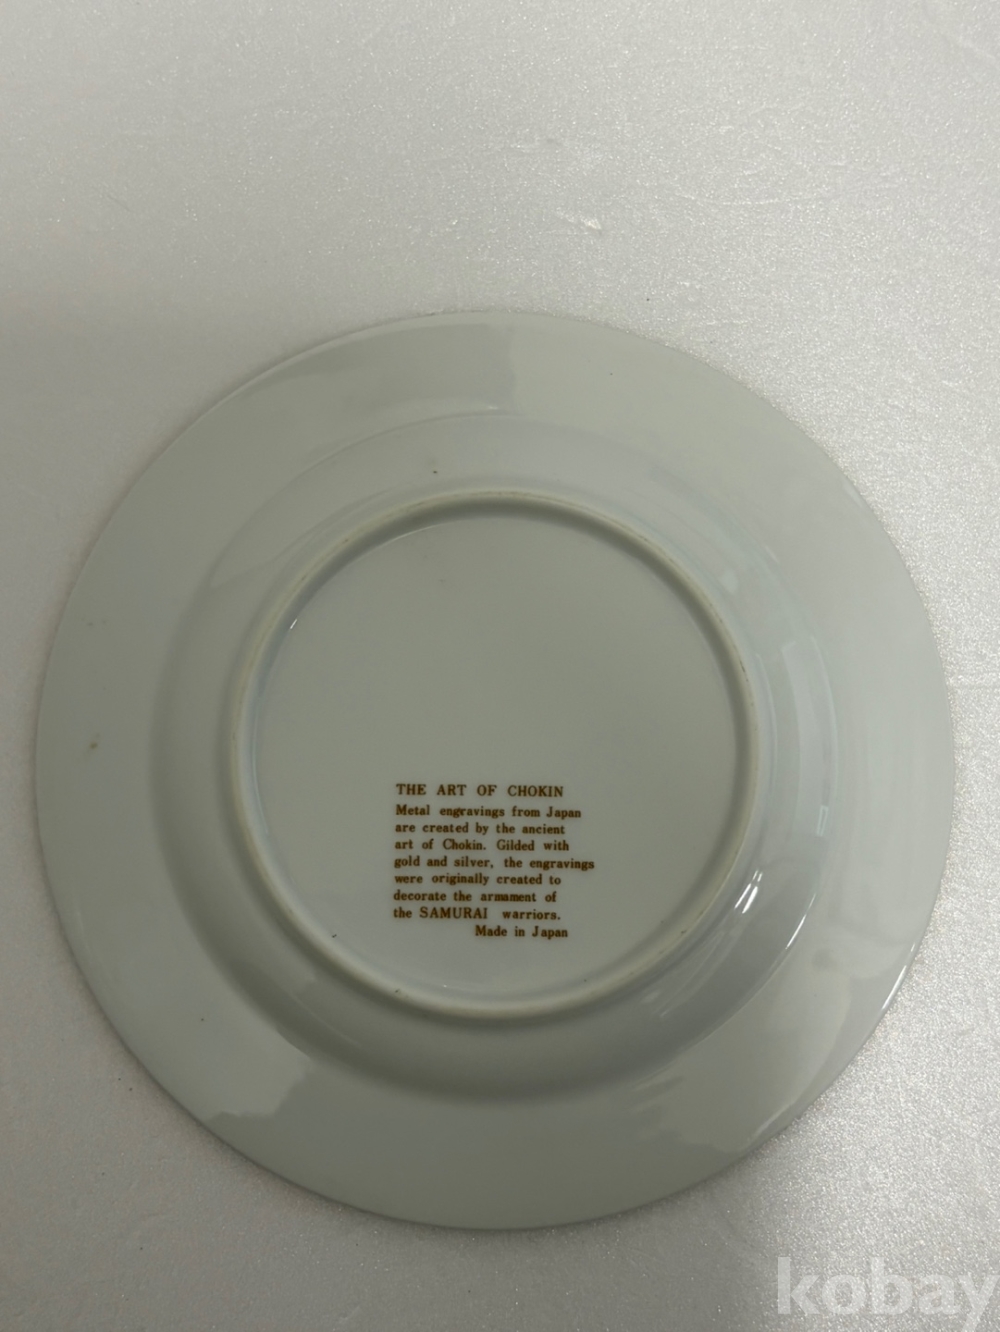 THE ART OF CHOKIN
Metal engravings from Japan
are created by the ancient
art of Chokin. Gilded with
gold and silver, the engravings
were originally created to
decorate the armament of
the SAMURAI warriors.
Made in Japan
kobay